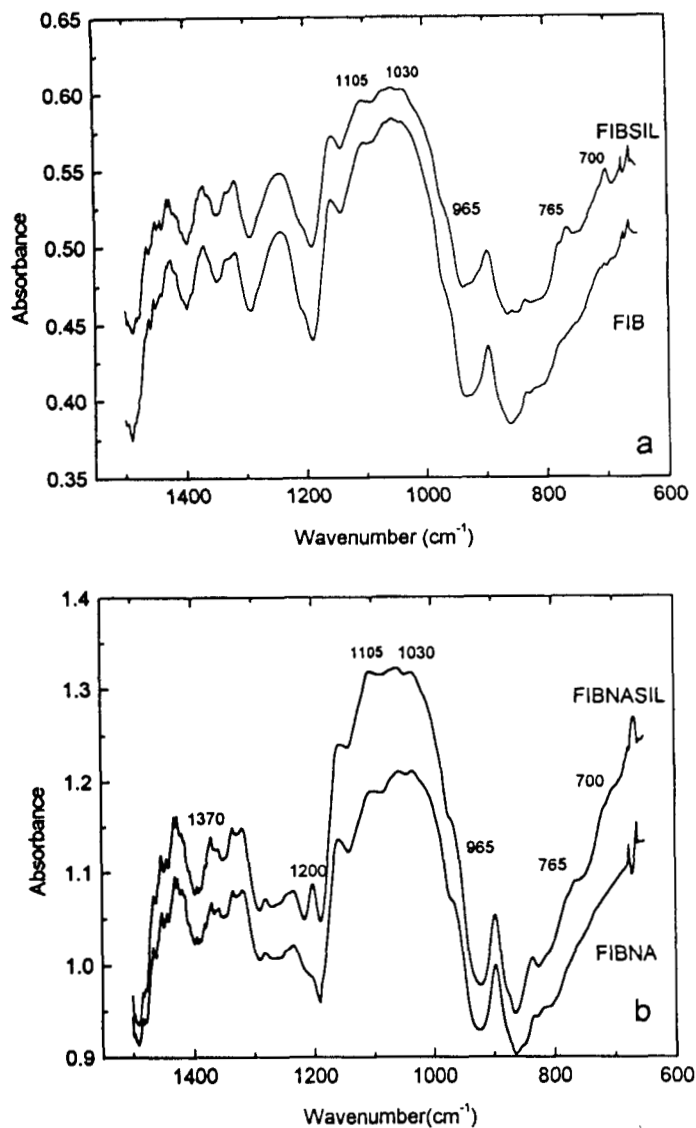 0.65
0.60
0.55
0.50
0.45
0.40
0.35
Absorbance
1105 1030
965
765
700
FIBSIL
FIB
a
1400 1200 1000 800 600
Wavenumber (cm⁻¹)
1.4
1.3
1.2
1.1
1.0
0.9
Absorbance
1105 1030
1370
1200
965
765
700
FIBNASIL
FIBNA
b
1400 1200 1000 800 600
Wavenumber(cm⁻¹)